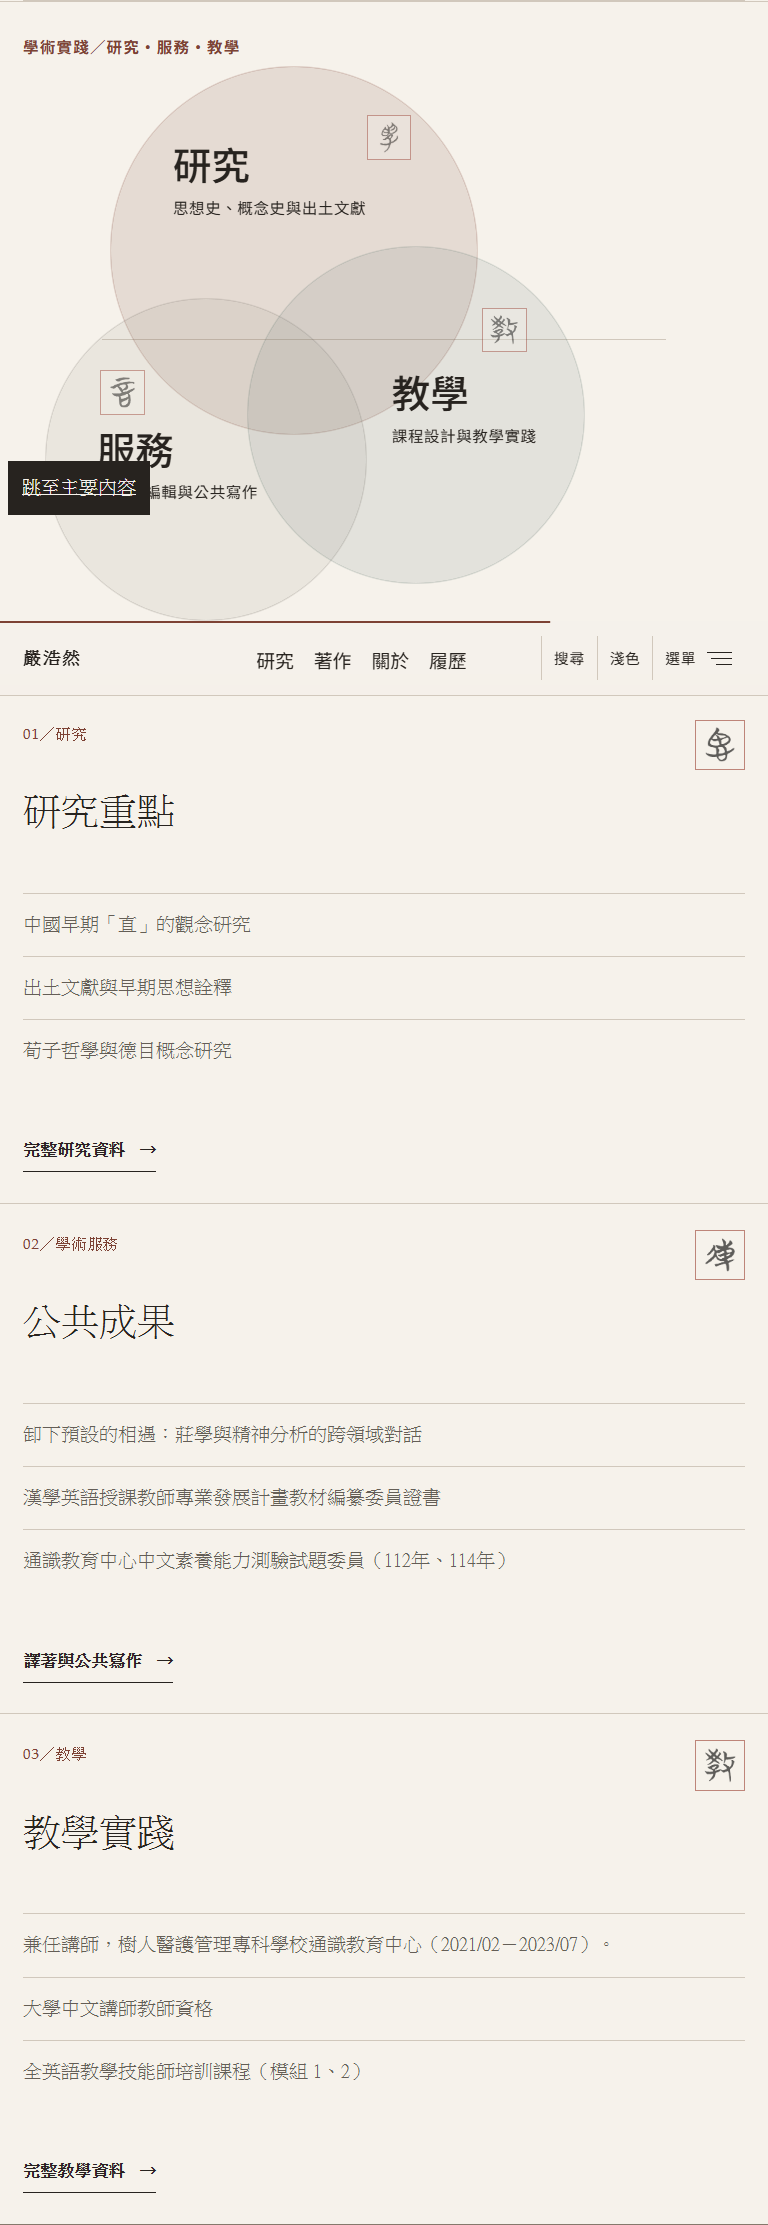 學術實踐／研究・服務・教學
研究
思想史、概念史與出土文獻
教學
課程設計與教學實踐
服務
編輯與公共寫作
跳至主要內容
嚴浩然
研究 著作 關於 履歷
搜尋 淺色 選單
01／研究
研究重點
中國早期「直」的觀念研究
出土文獻與早期思想詮釋
荀子哲學與德目概念研究
完整研究資料 →
02／學術服務
公共成果
卸下預設的相遇：莊學與精神分析的跨領域對話
漢學英語授課教師專業發展計畫教材編纂委員證書
通識教育中心中文素養能力測驗試題委員（112年、114年）
譯著與公共寫作 →
03／教學
教學實踐
兼任講師，樹人醫護管理專科學校通識教育中心（2021/02－2023/07）。
大學中文講師教師資格
全英語教學技能師培訓課程（模組 1、2）
完整教學資料 →